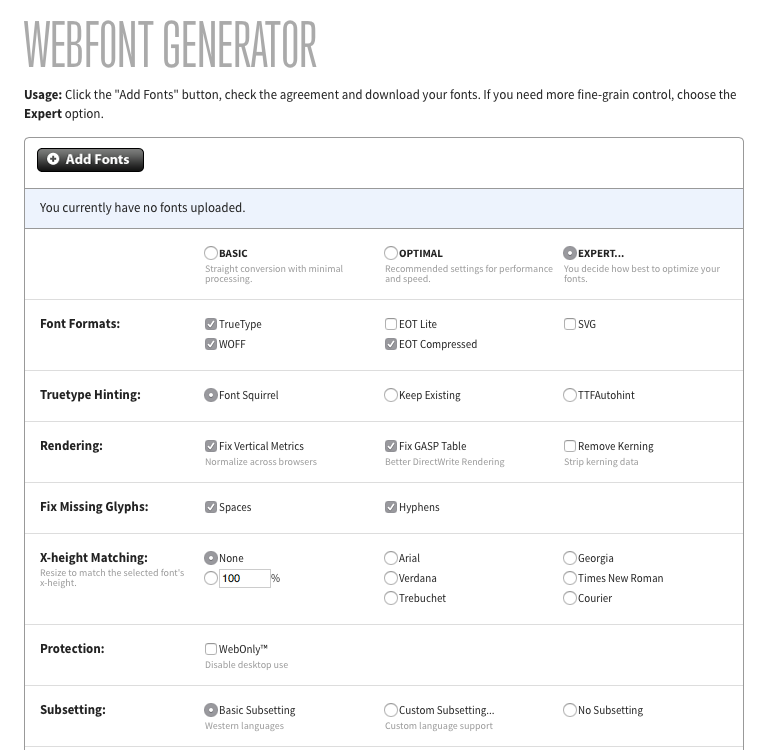 WEBFONT GENERATOR
Usage: Click the "Add Fonts" button, check the agreement and download your fonts. If you need more fine-grain control, choose the
Expert option.
Add Fonts
You currently have no fonts uploaded.
BASIC OPTIMAL EXPERT...
Straight conversion with minimal Recommended settings for performance You decide how best to optimize your
processing. and speed. fonts.
Font Formats: TrueType EOT Lite SVG
WOFF EOT Compressed
Truetype Hinting: Font Squirrel Keep Existing TTFAutohint
Rendering: Fix Vertical Metrics Fix GASP Table Remove Kerning
Normalize across browsers Better DirectWrite Rendering Strip kerning data
Fix Missing Glyphs: Spaces Hyphens
X-height Matching: None Arial Georgia
Resize to match the selected font's
x-height.
100 % Verdana Times New Roman
Trebuchet Courier
Protection: WebOnly™
Disable desktop use
Subsetting: Basic Subsetting Custom Subsetting... No Subsetting
Western languages Custom language support